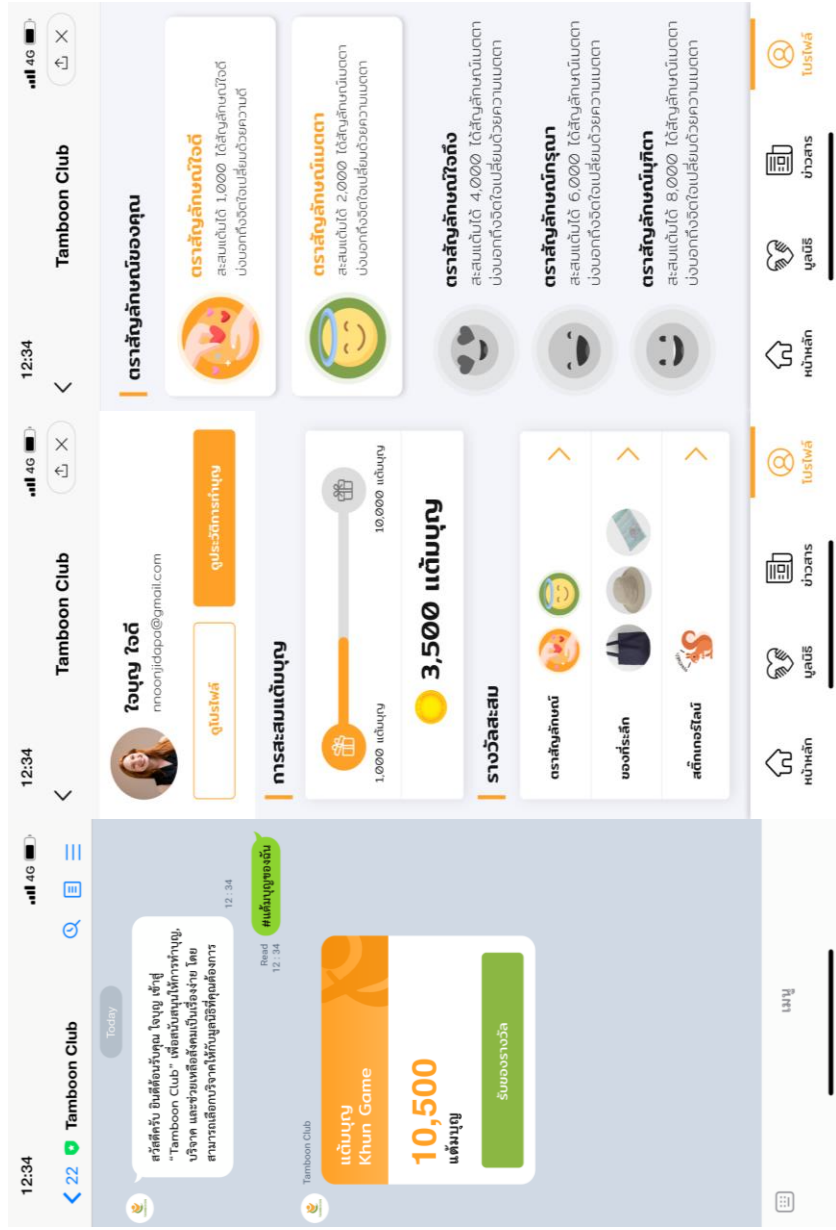 12:34
4G
22 Tamboon Club
Today
สวัสดีครับ ยินดีต้อนรับคุณ ใจบุญ เข้าสู่
“Tamboon Club” เพื่อสนับสนุนให้การทำบุญ,
บริจาค และช่วยเหลือสังคมเป็นเรื่องง่าย โดย
สามารถเลือกบริจาคให้กับมูลนิธิที่คุณต้องการ
12:34
Read
12:34
#แต้มบุญของฉัน
Tamboon Club
แต้มบุญ
Khun Game
10,500
แต้มบุญ
รับของรางวัล
เมนู
12:34
4G
Tamboon Club
ใจบุญ ใจดี
nnoonjidapa@gmail.com
ดูโปรไฟล์
ดูประวัติการทำบุญ
การสะสมแต้มบุญ
1,000 แต้มบุญ
10,000 แต้มบุญ
3,500 แต้มบุญ
รางวัลสะสม
ตราสัญลักษณ์
ของที่ระลึก
สติ๊กเกอร์ไลน์
หน้าหลัก
มูลนิธิ
ข่าวสาร
โปรไฟล์
12:34
4G
Tamboon Club
ตราสัญลักษณ์ของคุณ
ตราสัญลักษณ์ใจดี
สะสมแต้มได้ 1,000 ได้สัญลักษณ์ใจดี
บ่งบอกถึงจิตใจเปลี่ยมด้วยความดี
ตราสัญลักษณ์เมตตา
สะสมแต้มได้ 2,000 ได้สัญลักษณ์เมตตา
บ่งบอกถึงจิตใจเปลี่ยมด้วยความเมตตา
ตราสัญลักษณ์ใจถึง
สะสมแต้มได้ 4,000 ได้สัญลักษณ์เมตตา
บ่งบอกถึงจิตใจเปลี่ยมด้วยความเมตตา
ตราสัญลักษณ์กรุณา
สะสมแต้มได้ 6,000 ได้สัญลักษณ์เมตตา
บ่งบอกถึงจิตใจเปลี่ยมด้วยความเมตตา
ตราสัญลักษณ์มุฑิตา
สะสมแต้มได้ 8,000 ได้สัญลักษณ์เมตตา
บ่งบอกถึงจิตใจเปลี่ยมด้วยความเมตตา
หน้าหลัก
มูลนิธิ
ข่าวสาร
โปรไฟล์